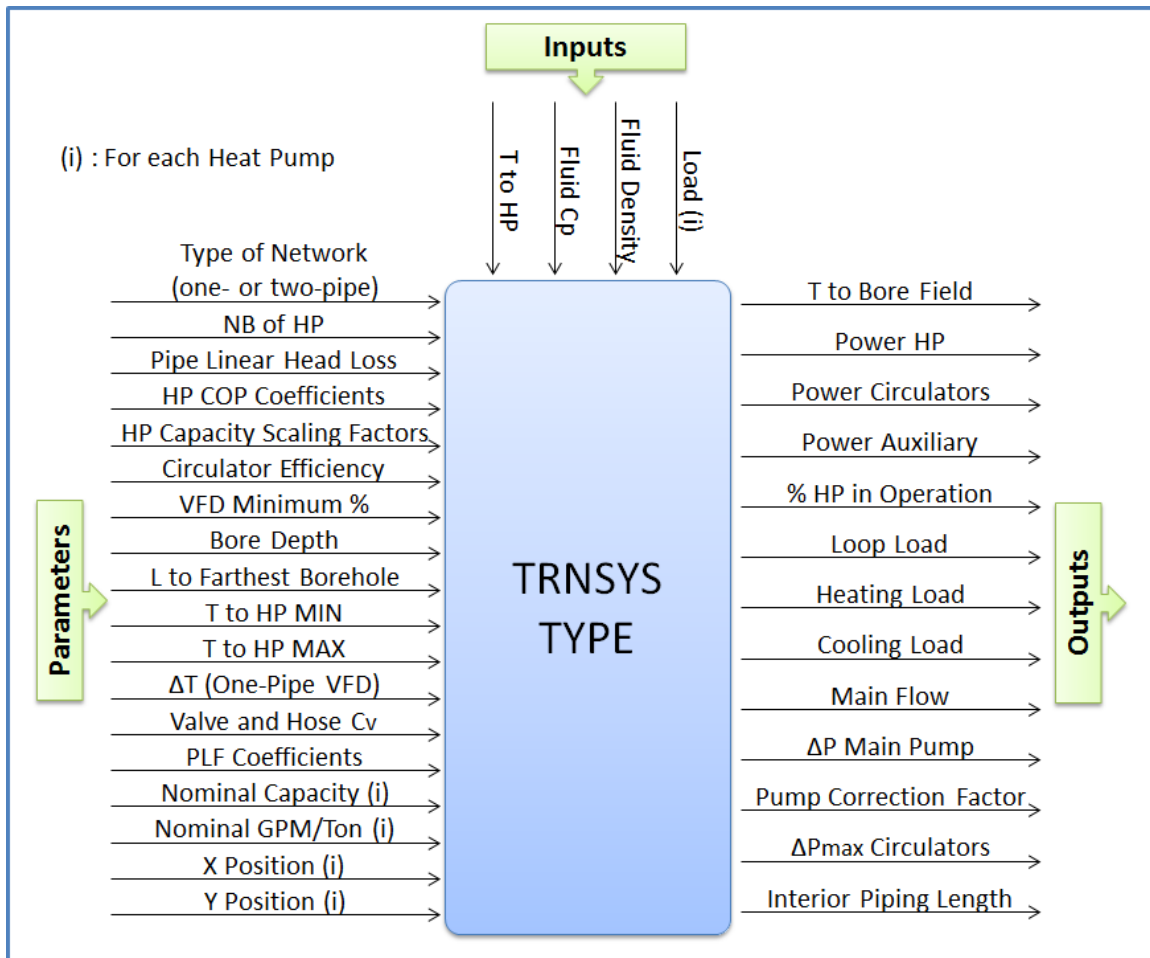 Inputs
(i) : For each Heat Pump
T to HP
Fluid Cp
Fluid Density
Load (i)
Type of Network
(one- or two-pipe)
NB of HP
Pipe Linear Head Loss
HP COP Coefficients
HP Capacity Scaling Factors
Circulator Efficiency
VFD Minimum %
Bore Depth
L to Farthest Borehole
T to HP MIN
T to HP MAX
ΔT (One-Pipe VFD)
Valve and Hose Cv
PLF Coefficients
Nominal Capacity (i)
Nominal GPM/Ton (i)
X Position (i)
Y Position (i)
Parameters
TRNSYS
TYPE
T to Bore Field
Power HP
Power Circulators
Power Auxiliary
% HP in Operation
Loop Load
Heating Load
Cooling Load
Main Flow
ΔP Main Pump
Pump Correction Factor
ΔPmax Circulators
Interior Piping Length
Outputs